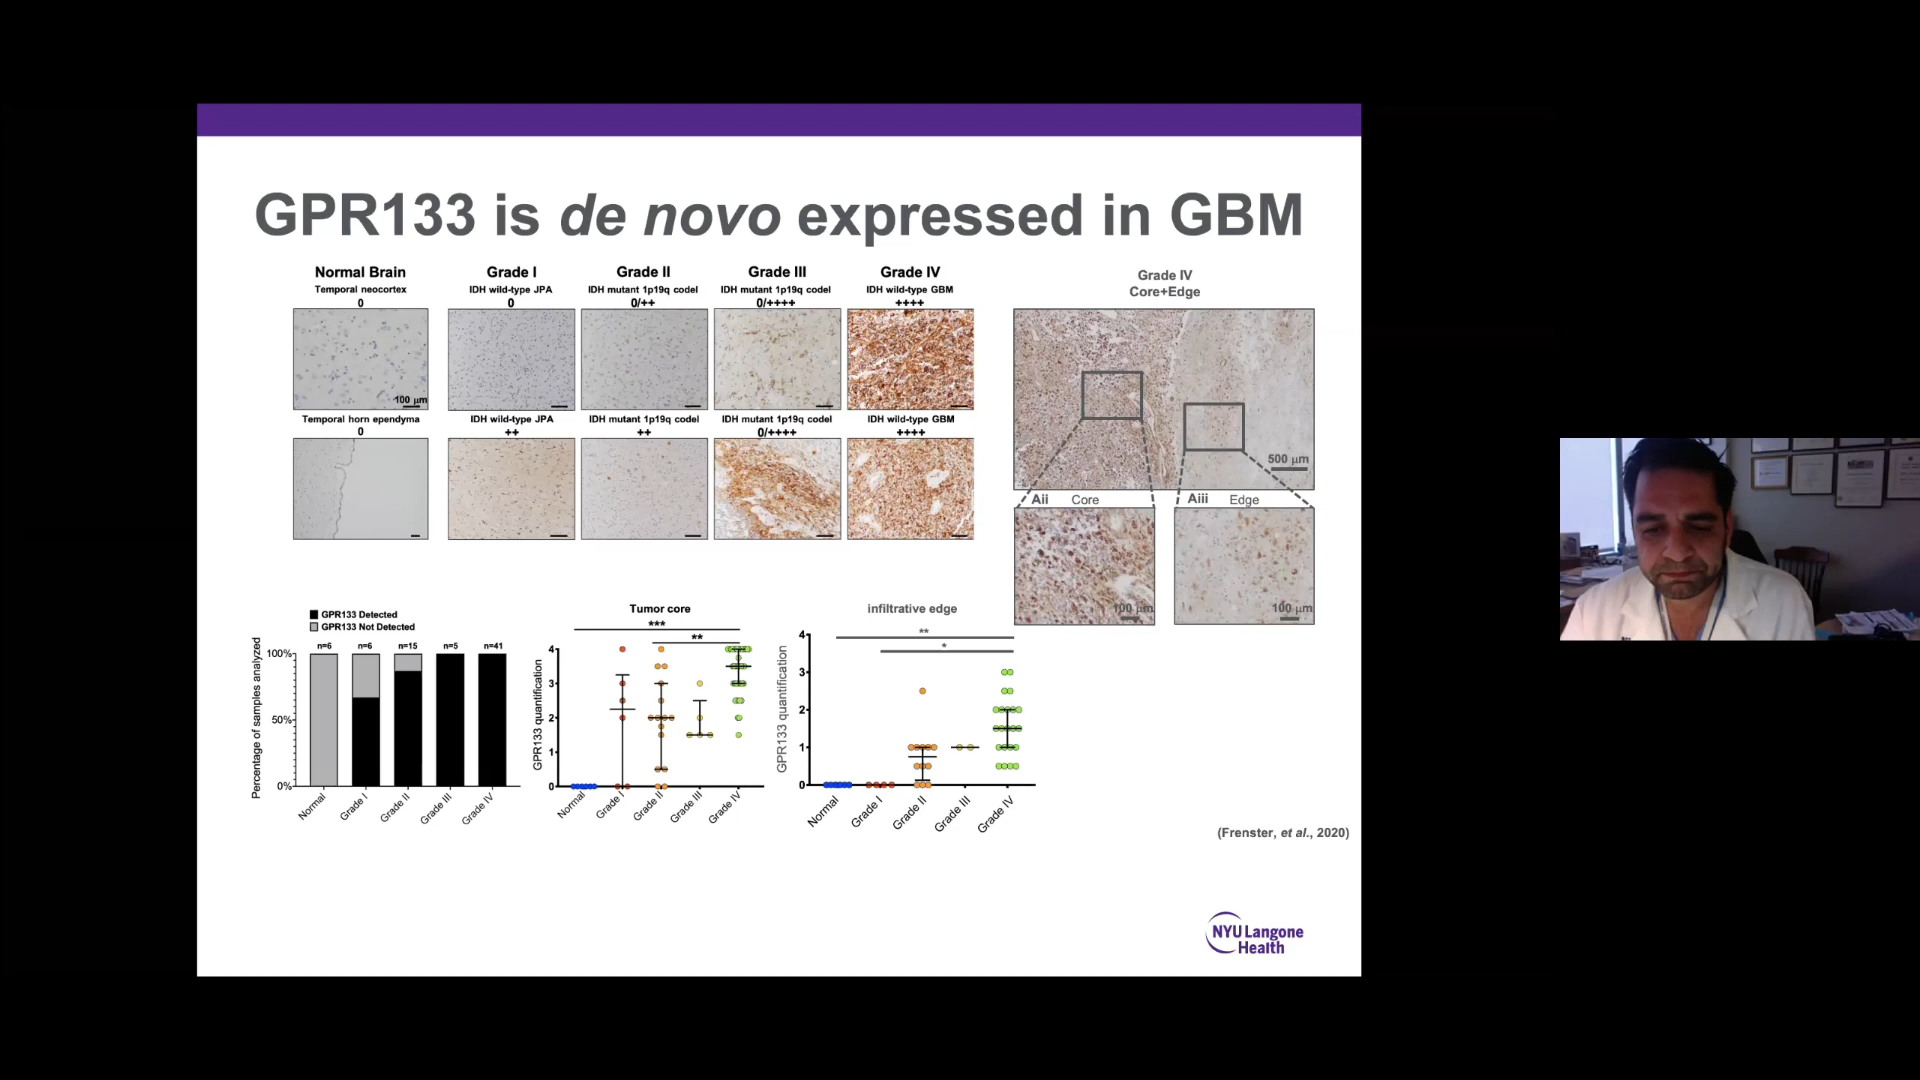 GPR133 is de novo expressed in GBM
Normal Brain
Temporal neocortex
0
100 µm
Temporal horn ependyma
0
Grade I
IDH wild-type JPA
0
IDH wild-type JPA
++
Grade II
IDH mutant 1p19q codel
0/++
IDH mutant 1p19q codel
++
Grade III
IDH mutant 1p19q codel
0/++++
IDH mutant 1p19q codel
0/++++
Grade IV
IDH wild-type GBM
++++
IDH wild-type GBM
++++
Grade IV
Core+Edge
500 µm
Aii Core
Aiii Edge
100 µm
100 µm
GPR133 Detected
GPR133 Not Detected
n=6 n=6 n=15 n=5 n=41
Percentage of samples analyzed
100%
50%
0%
Normal
Grade I
Grade II
Grade III
Grade IV
Tumor core
***
**
GPR133 quantification
4
3
2
1
0
Normal
Grade I
Grade II
Grade III
Grade IV
infiltrative edge
**
*
GPR133 quantification
4
3
2
1
0
Normal
Grade I
Grade II
Grade III
Grade IV
(Frenster, et al., 2020)
NYU Langone
Health